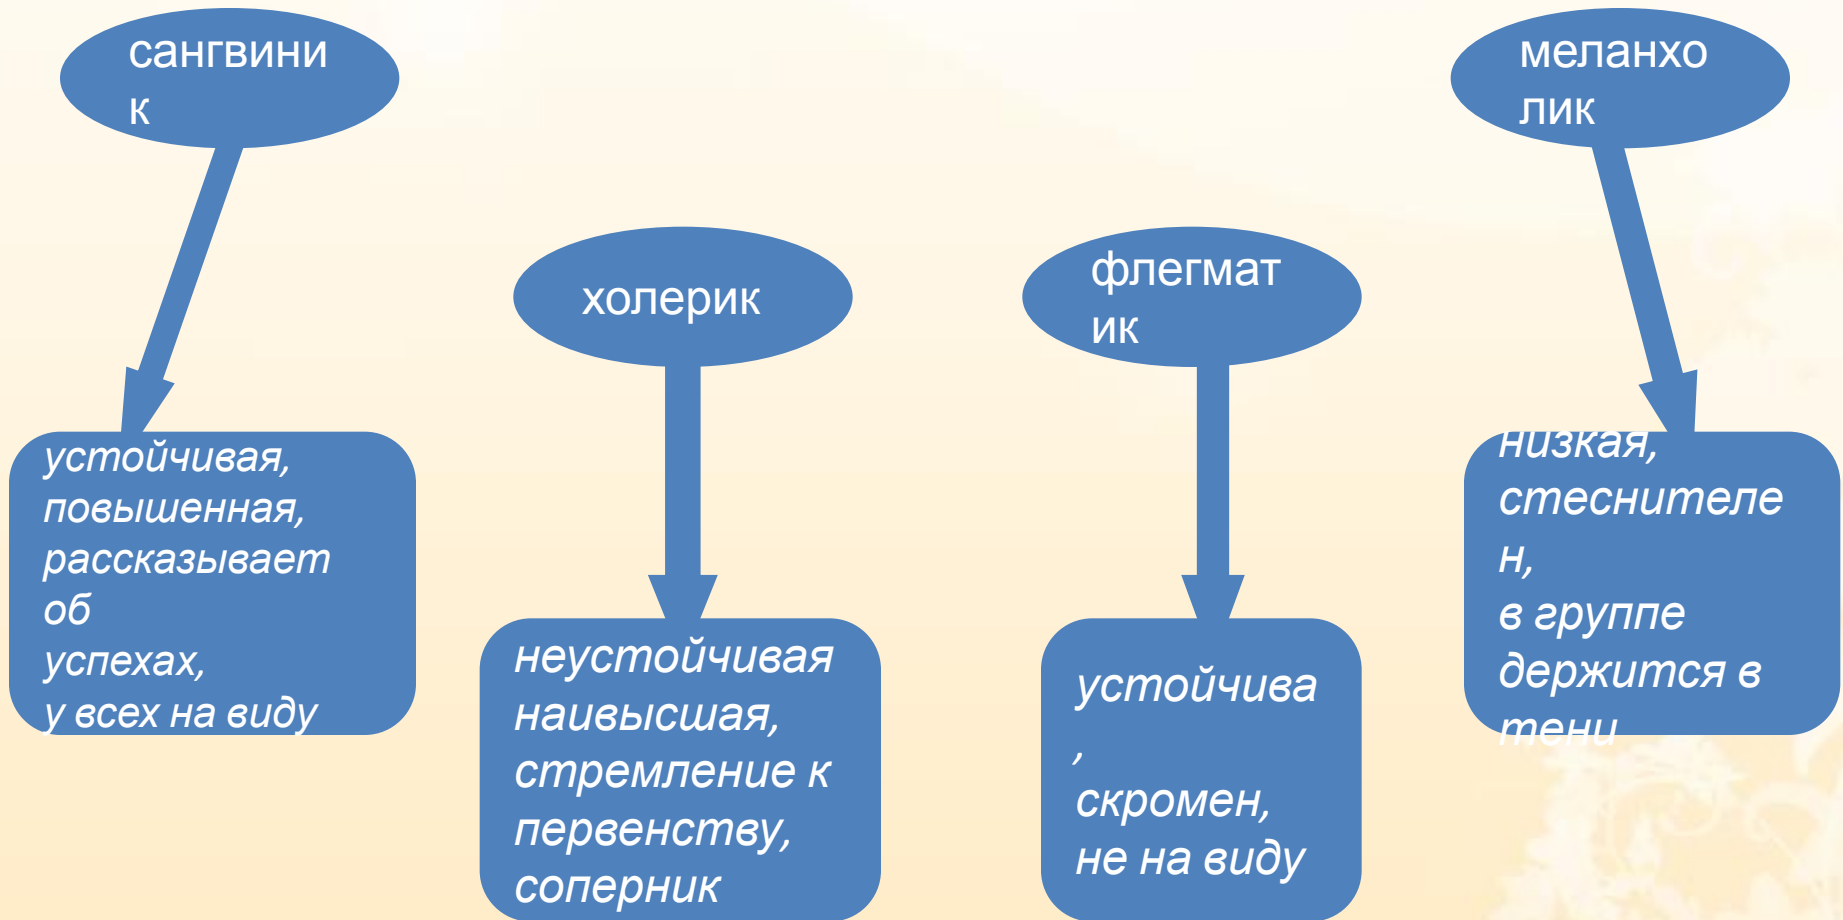 сангвини
к
устойчивая,
повышенная,
рассказывает
об
успехах,
у всех на виду
холерик
неустойчивая
наивысшая,
стремление к
первенству,
соперник
флегмат
ик
устойчива
,
скромен,
не на виду
меланхо
лик
низкая,
стеснителе
н,
в группе
держится в
тени